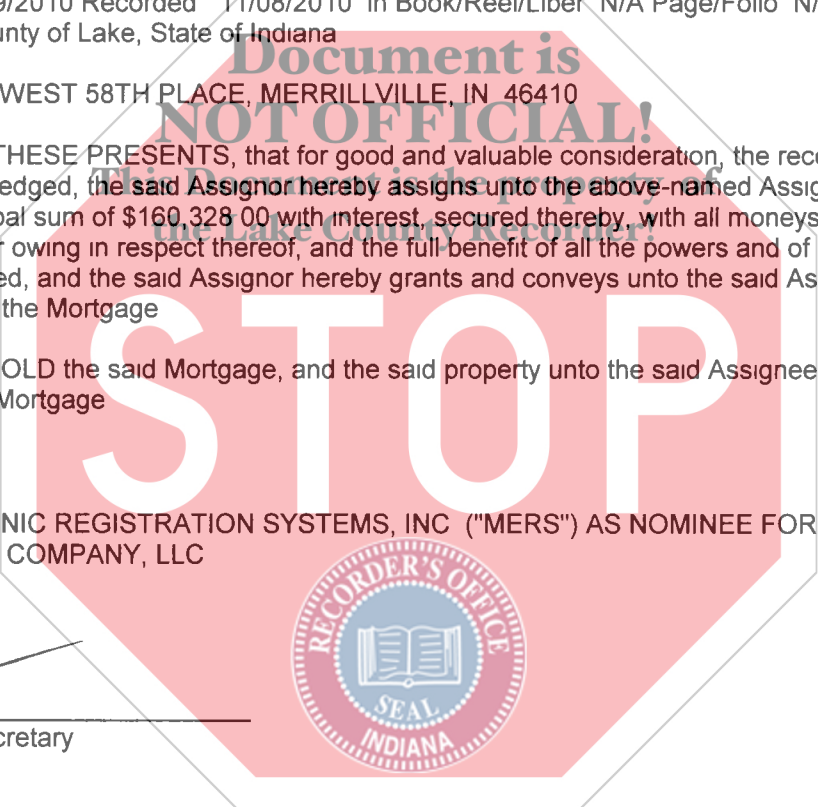 9/2010 Recorded 11/08/2010 in Book/Reel/Liber N/A Page/Folio N/
unty of Lake, State of Indiana
Document is
WEST 58TH PLACE, MERRILLVILLE, IN 46410
NOT OFFICIAL!
THESE PRESENTS, that for good and valuable consideration, the rece
This Document is the property of
edged, the said Assignor hereby assigns unto the above-named Assig
pal sum of $160,328 00 with interest, secured thereby, with all moneys
the Lake County Recorder!
r owing in respect thereof, and the full benefit of all the powers and of
ed, and the said Assignor hereby grants and conveys unto the said As
the Mortgage
STOP
OLD the said Mortgage, and the said property unto the said Assignee
Mortgage
NIC REGISTRATION SYSTEMS, INC ("MERS") AS NOMINEE FOR
COMPANY, LLC
RECORDER'S OFFICE
SEAL
INDIANA
cretary